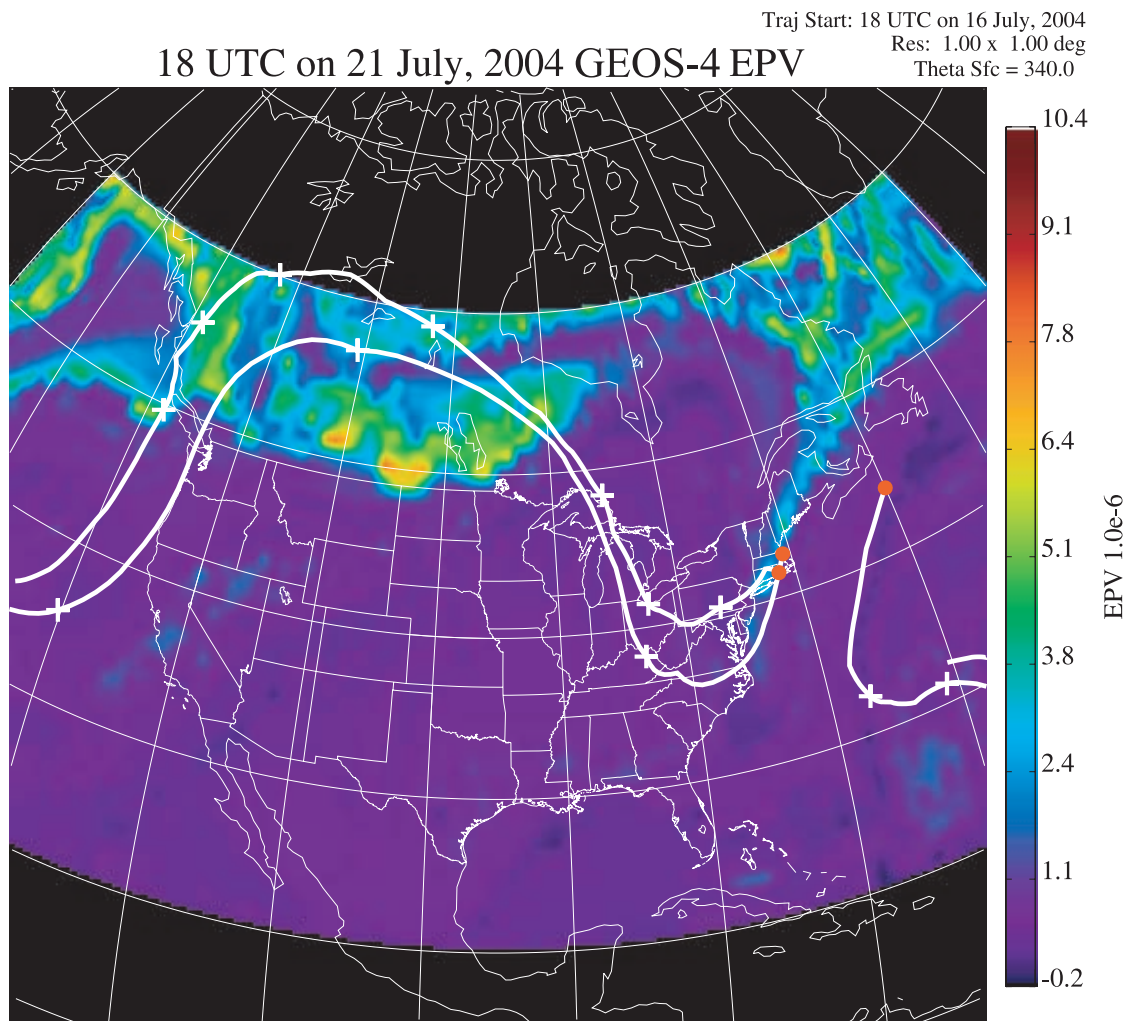 Traj Start: 18 UTC on 16 July, 2004
Res: 1.00 x 1.00 deg
Theta Sfc = 340.0
18 UTC on 21 July, 2004 GEOS-4 EPV
10.4
9.1
7.8
6.4
5.1
3.8
2.4
1.1
-0.2
EPV 1.0e-6